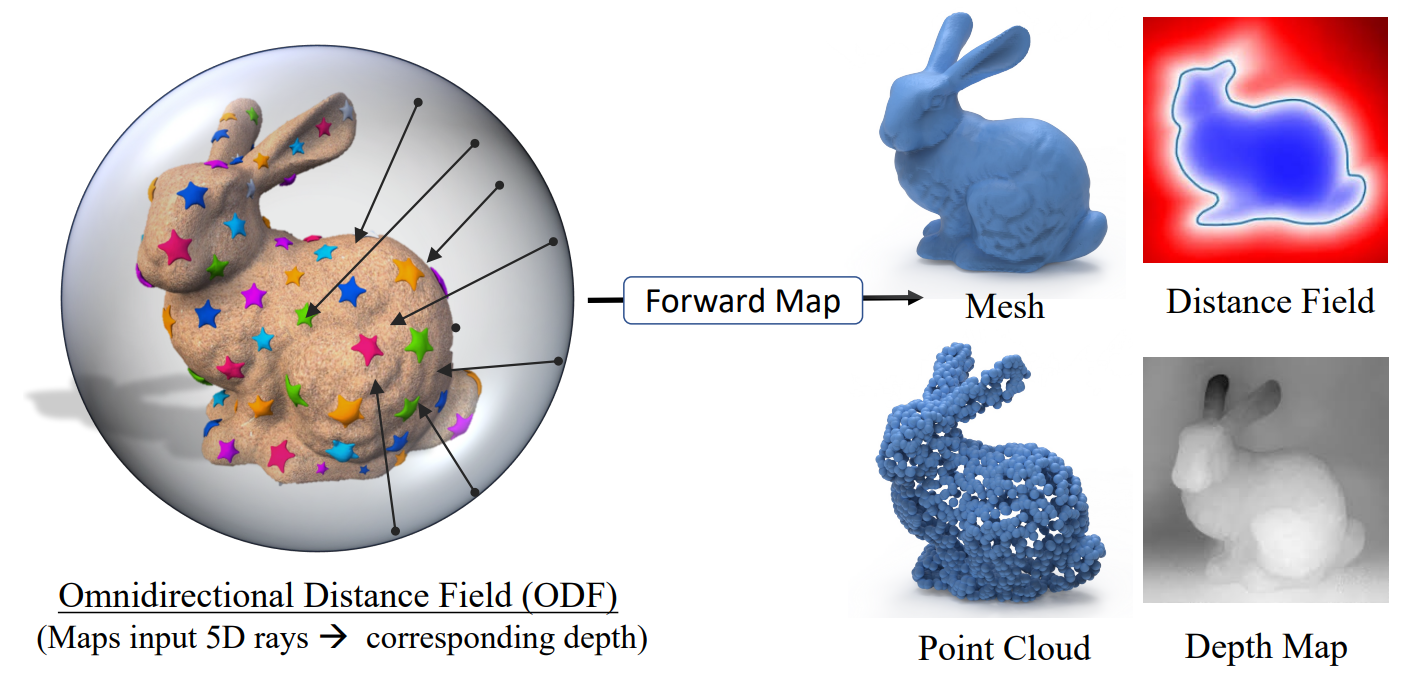 Omnidirectional Distance Field (ODF)
(Maps input 5D rays → corresponding depth)
Forward Map
Mesh
Distance Field
Point Cloud
Depth Map